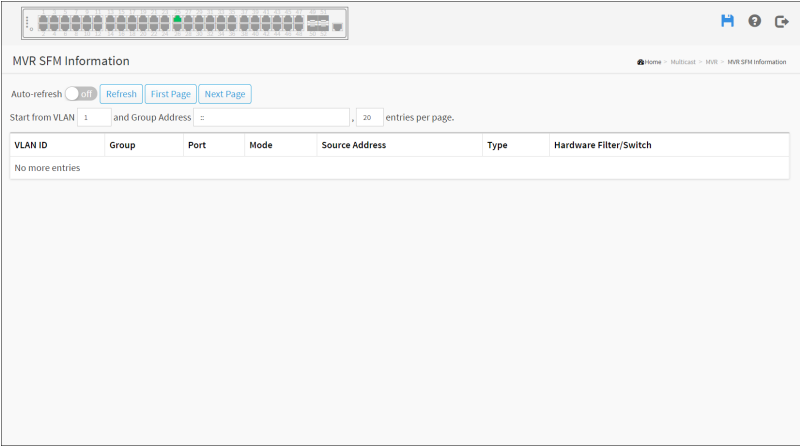 MVR SFM Information
Home > Multicast > MVR > MVR SFM Information
Auto-refresh off Refresh First Page Next Page
Start from VLAN 1 and Group Address :: , 20 entries per page.
VLAN ID Group Port Mode Source Address Type Hardware Filter/Switch
No more entries